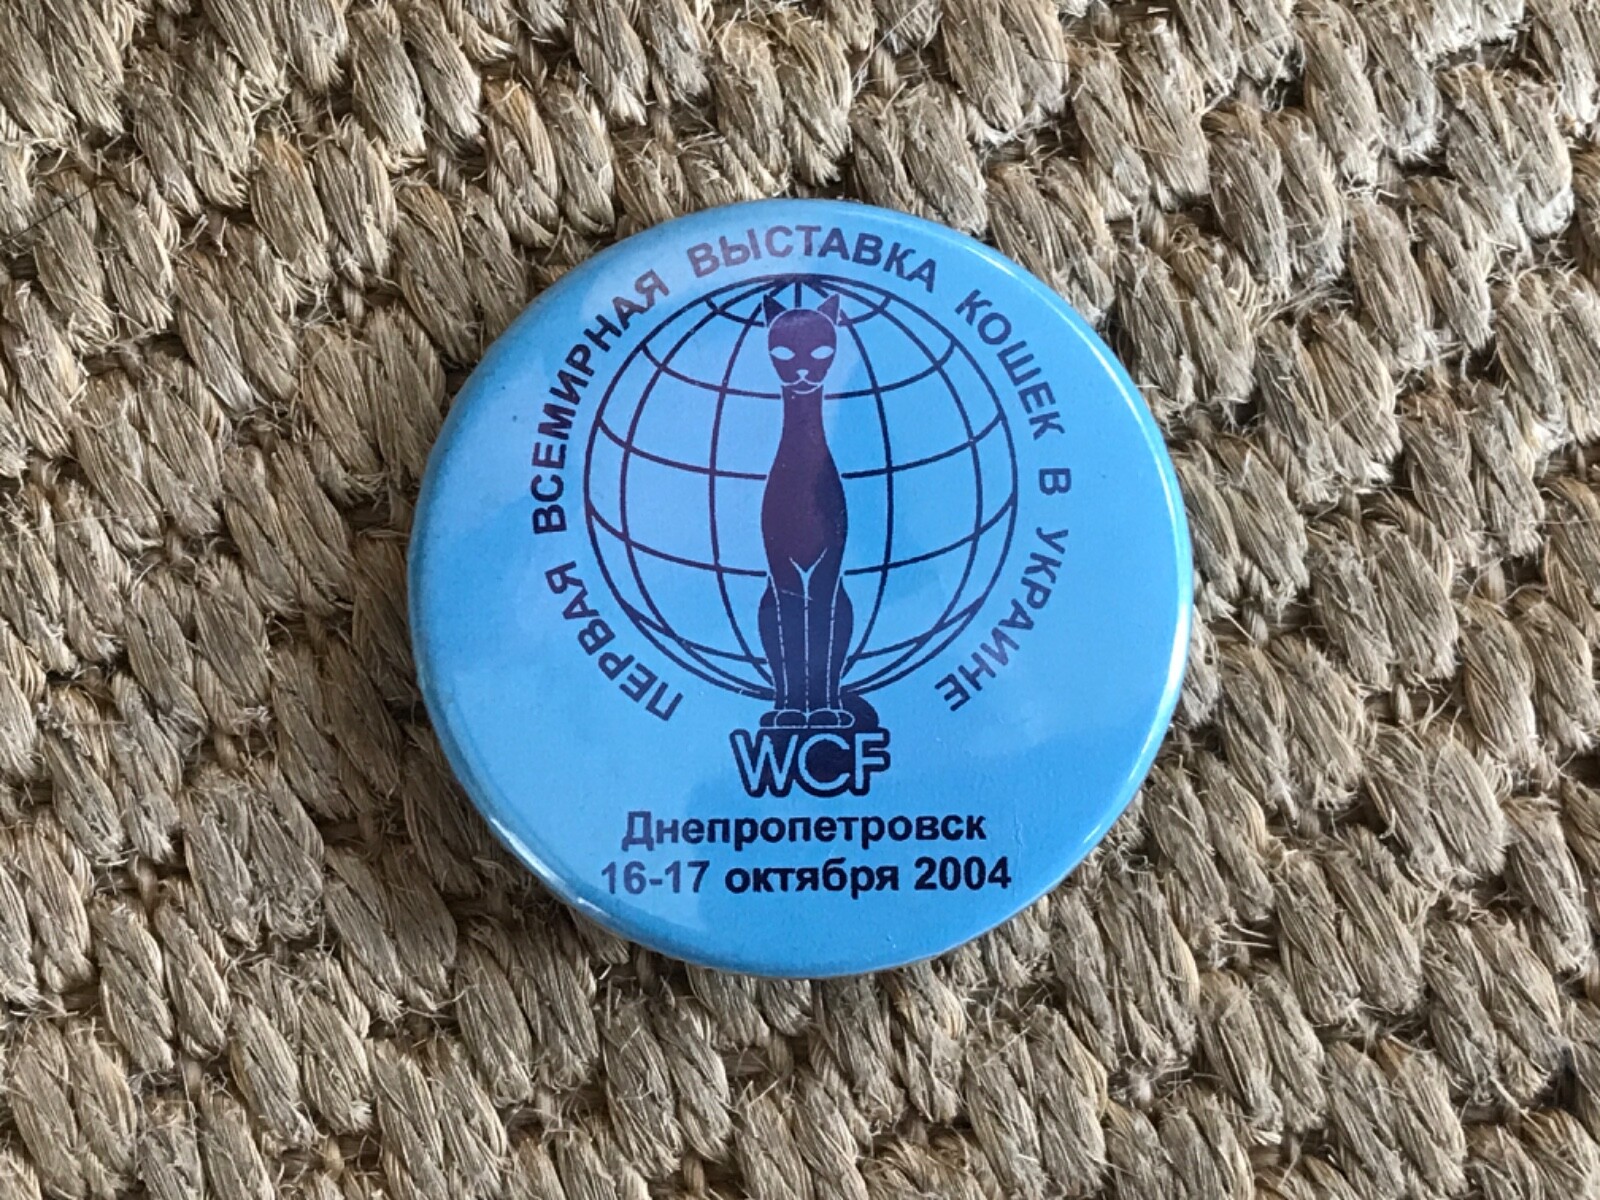 ПЕРВАЯ ВСЕМИРНАЯ ВЫСТАВКА КОШЕК В УКРАИНЕ
WCF
Днепропетровск
16-17 октября 2004